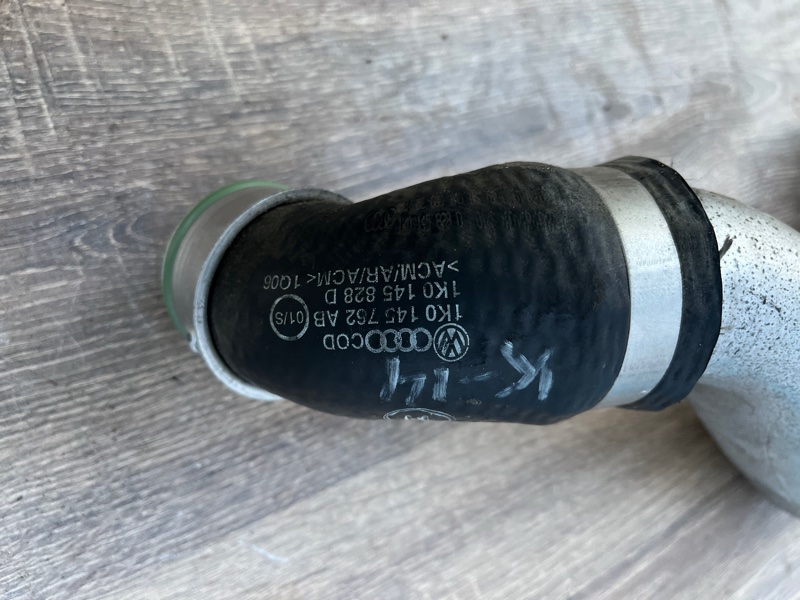 COD
1K0 145 762 AB
01/S
1K0 145 828 D
>ACM/AR/ACM< 1Q06
K-14